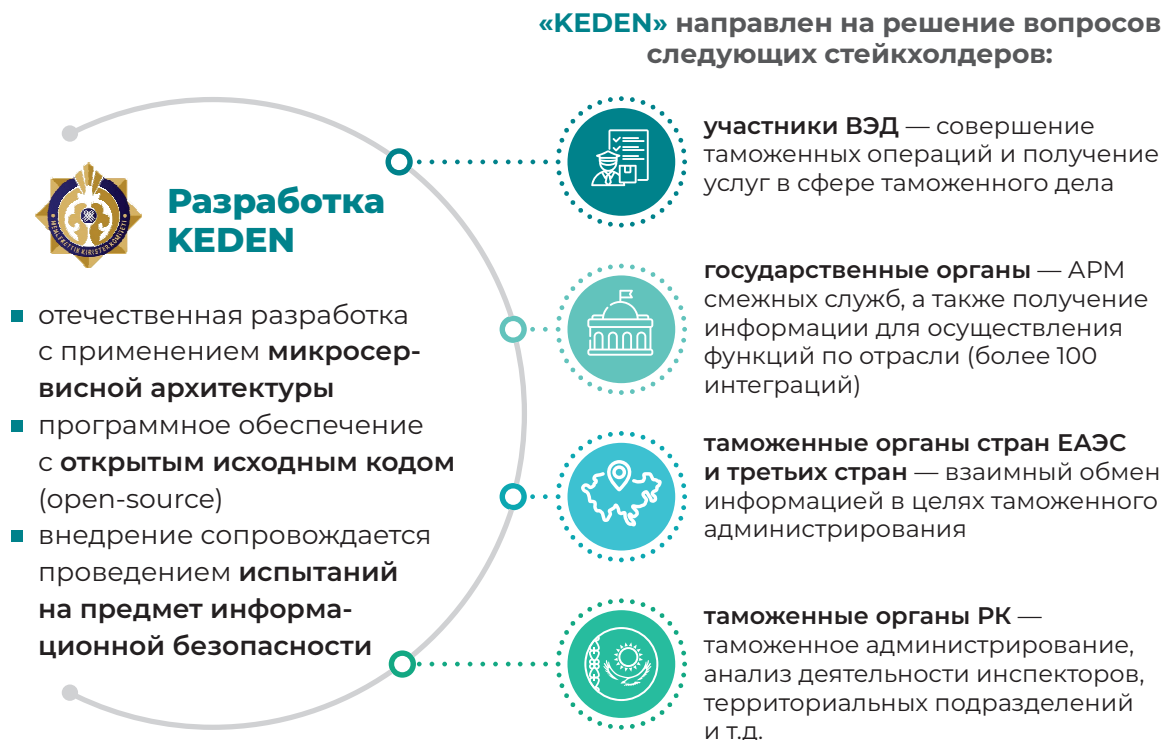 «KEDEN» направлен на решение вопросов
следующих стейкхолдеров:
Разработка
KEDEN
отечественная разработка
с применением микросер-
висной архитектуры
программное обеспечение
с открытым исходным кодом
(open-source)
внедрение сопровождается
проведением испытаний
на предмет информа-
ционной безопасности
участники ВЭД — совершение
таможенных операций и получение
услуг в сфере таможенного дела
государственные органы — АРМ
смежных служб, а также получение
информации для осуществления
функций по отрасли (более 100
интеграций)
таможенные органы стран ЕАЭС
и третьих стран — взаимный обмен
информацией в целях таможенного
администрирования
таможенные органы РК —
таможенное администрирование,
анализ деятельности инспекторов,
территориальных подразделений
и т.д.